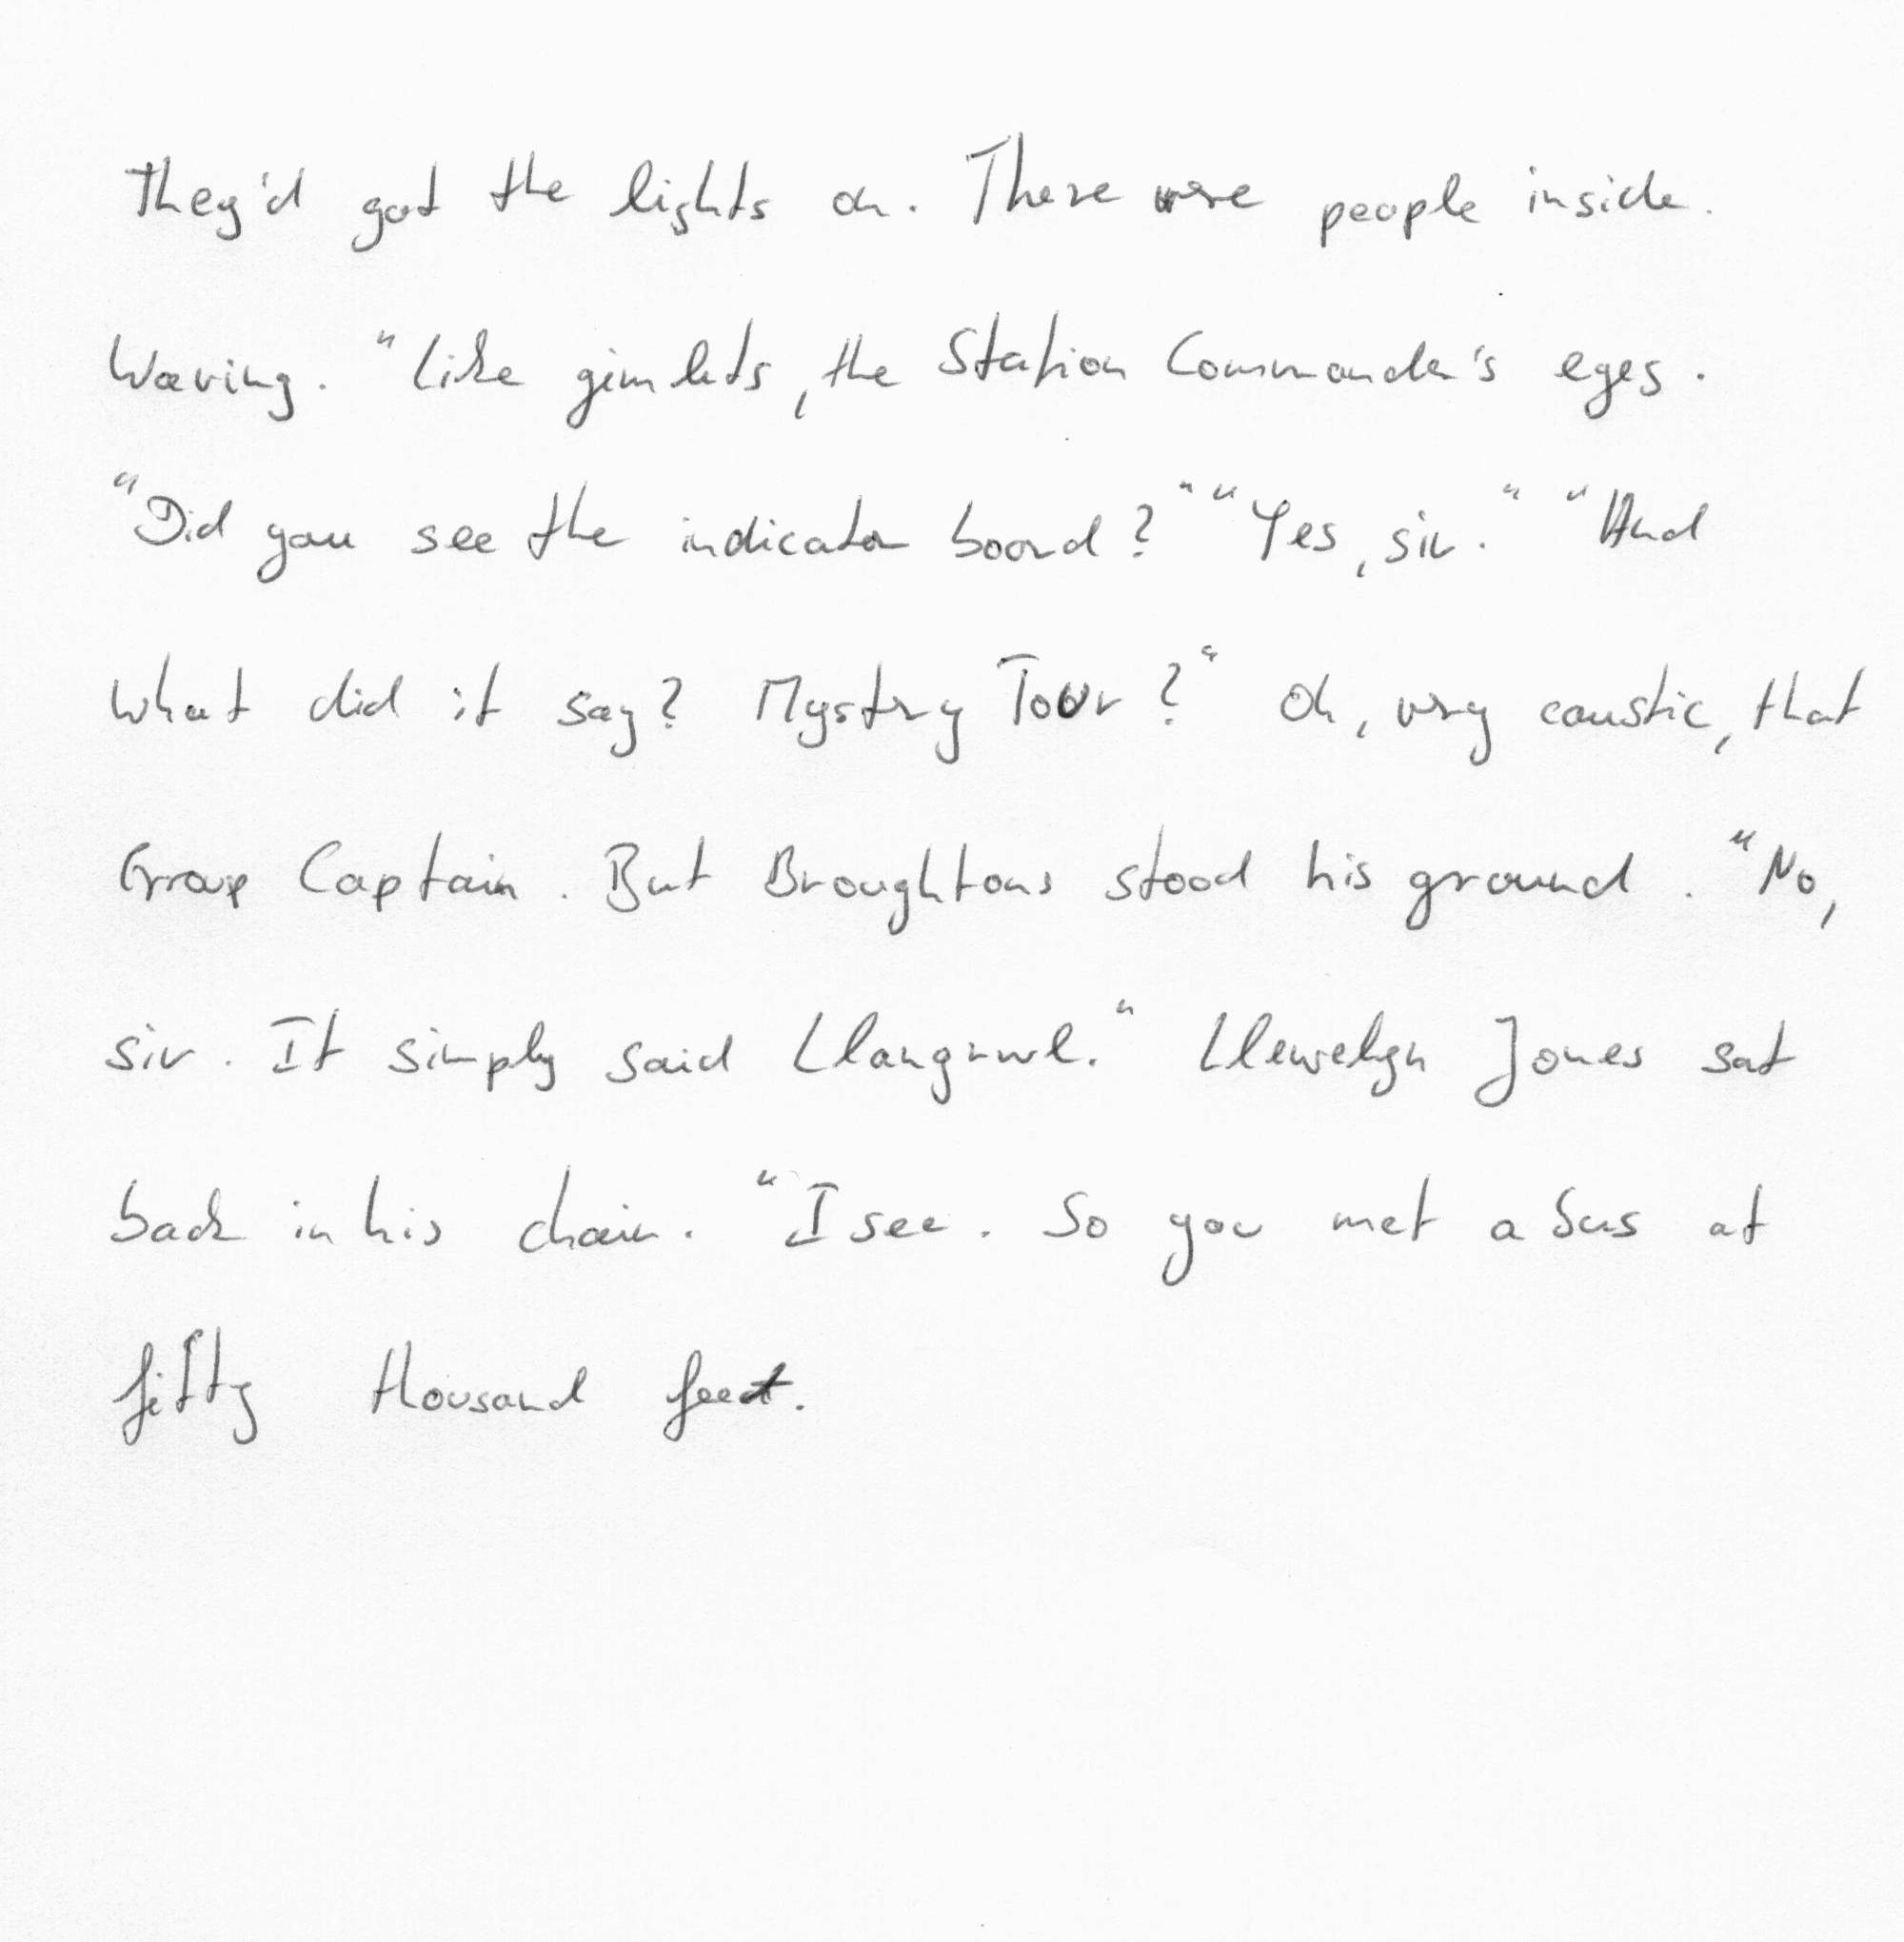 They'd got the lights on. There were people inside.
Waving. "Like gimlets, the Station Commander's eyes.
"Did you see the indicator board?" "Yes, sir." "And
what did it say? Mystery Tour?" Oh, very caustic, that
Group Captain. But Broughtons stood his ground. "No,
sir. It simply said Llangrwl." Llewelyn Jones sat
back in his chair. "I see. So you met a bus at
fifty thousand feet.